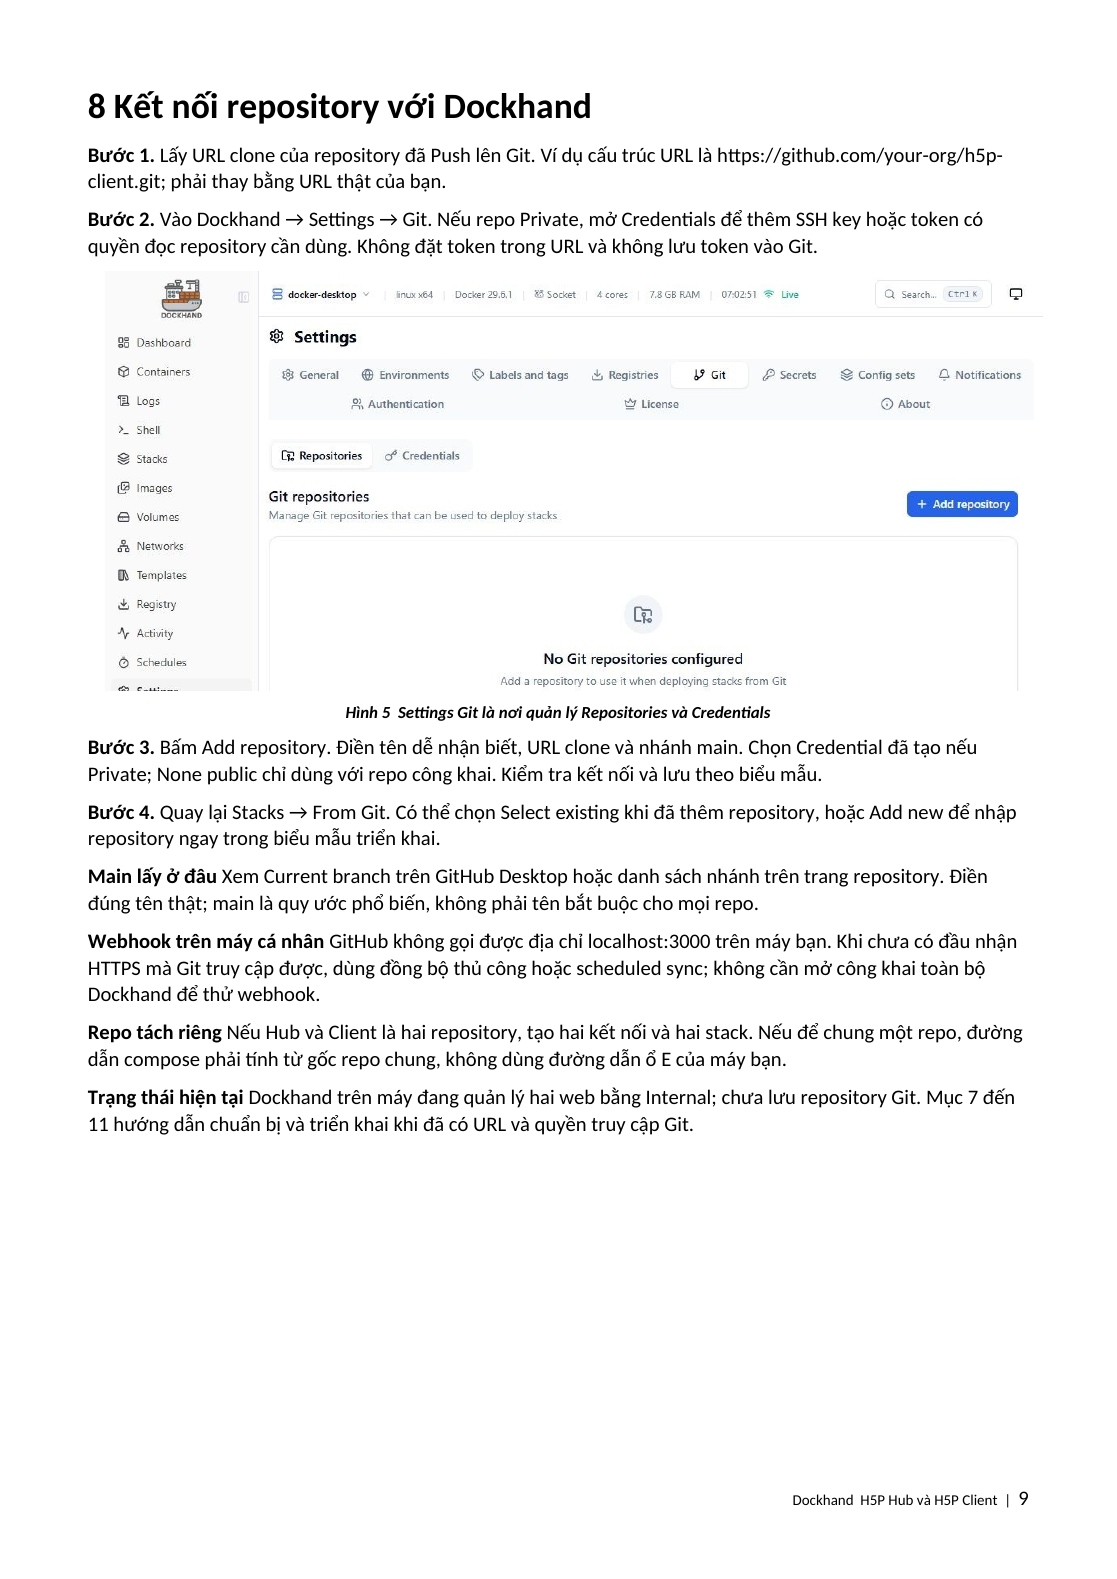 8 Kết nối repository với Dockhand
Bước 1. Lấy URL clone của repository đã Push lên Git. Ví dụ cấu trúc URL là https://github.com/your-org/h5p-
client.git; phải thay bằng URL thật của bạn.
Bước 2. Vào Dockhand → Settings → Git. Nếu repo Private, mở Credentials để thêm SSH key hoặc token có
quyền đọc repository cần dùng. Không đặt token trong URL và không lưu token vào Git.
DOCKHAND
Dashboard
Containers
Logs
Shell
Stacks
Images
Volumes
Networks
Templates
Registry
Activity
Schedules
Settings
docker-desktop | linux x64 | Docker 29.6.1 | Socket | 4 cores | 7.8 GB RAM | 07:02:51 Live Search... Ctrl K
Settings
General Environments Labels and tags Registries Git Secrets Config sets Notifications
Authentication License About
Repositories Credentials
Git repositories
Manage Git repositories that can be used to deploy stacks
+ Add repository
No Git repositories configured
Add a repository to use it when deploying stacks from Git
Hình 5 Settings Git là nơi quản lý Repositories và Credentials
Bước 3. Bấm Add repository. Điền tên dễ nhận biết, URL clone và nhánh main. Chọn Credential đã tạo nếu
Private; None public chỉ dùng với repo công khai. Kiểm tra kết nối và lưu theo biểu mẫu.
Bước 4. Quay lại Stacks → From Git. Có thể chọn Select existing khi đã thêm repository, hoặc Add new để nhập
repository ngay trong biểu mẫu triển khai.
Main lấy ở đâu Xem Current branch trên GitHub Desktop hoặc danh sách nhánh trên trang repository. Điền
đúng tên thật; main là quy ước phổ biến, không phải tên bắt buộc cho mọi repo.
Webhook trên máy cá nhân GitHub không gọi được địa chỉ localhost:3000 trên máy bạn. Khi chưa có đầu nhận
HTTPS mà Git truy cập được, dùng đồng bộ thủ công hoặc scheduled sync; không cần mở công khai toàn bộ
Dockhand để thử webhook.
Repo tách riêng Nếu Hub và Client là hai repository, tạo hai kết nối và hai stack. Nếu để chung một repo, đường
dẫn compose phải tính từ gốc repo chung, không dùng đường dẫn ổ E của máy bạn.
Trạng thái hiện tại Dockhand trên máy đang quản lý hai web bằng Internal; chưa lưu repository Git. Mục 7 đến
11 hướng dẫn chuẩn bị và triển khai khi đã có URL và quyền truy cập Git.
Dockhand H5P Hub và H5P Client | 9